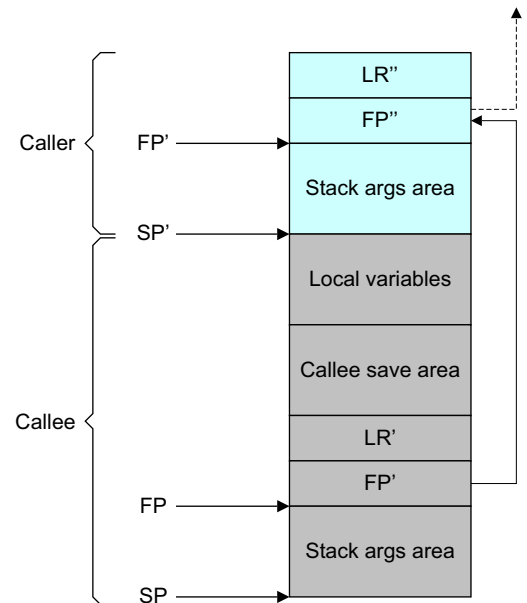 LR’’
FP’’
Caller
FP’
Stack args area
SP’
Local variables
Callee save area
Callee
LR’
FP’
FP
Stack args area
SP